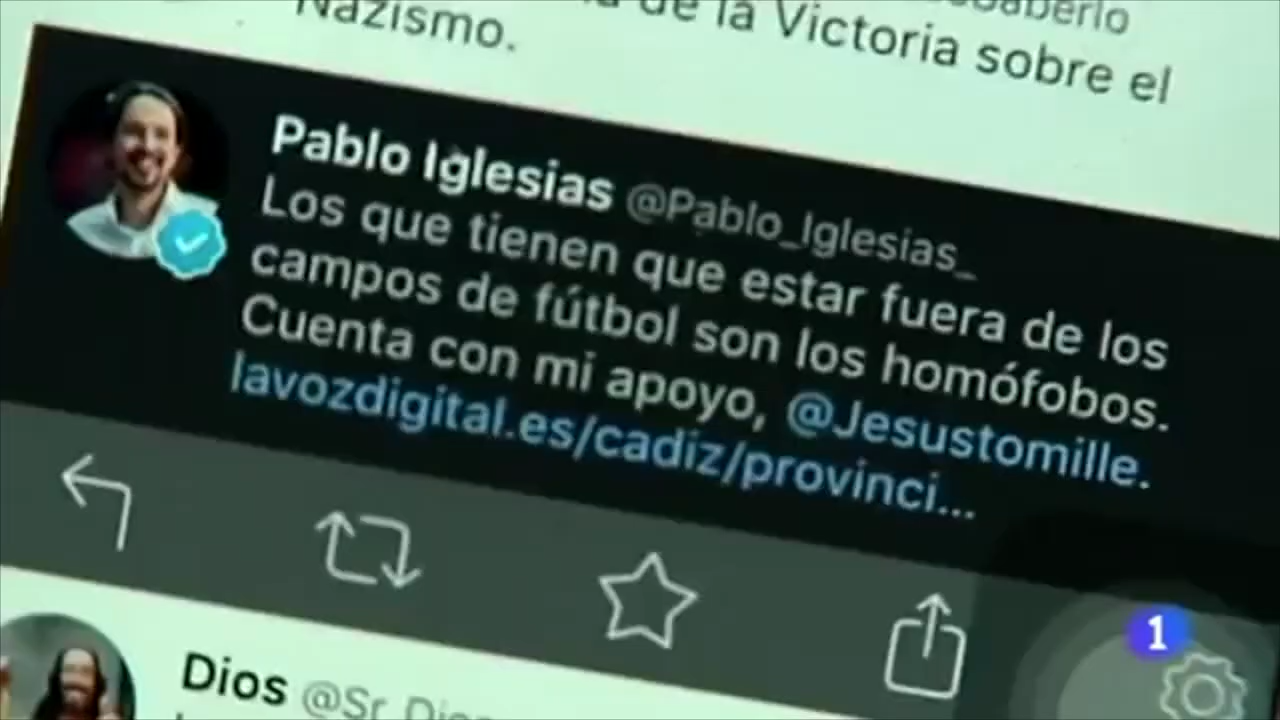 de la Victoria sobre el
Nazismo.
Pablo Iglesias @Pablo_Iglesias_
Los que tienen que estar fuera de los
campos de fútbol son los homófobos.
Cuenta con mi apoyo, @Jesustomille.
lavozdigital.es/cadiz/provinci...
1
Dios @Sr_Dios